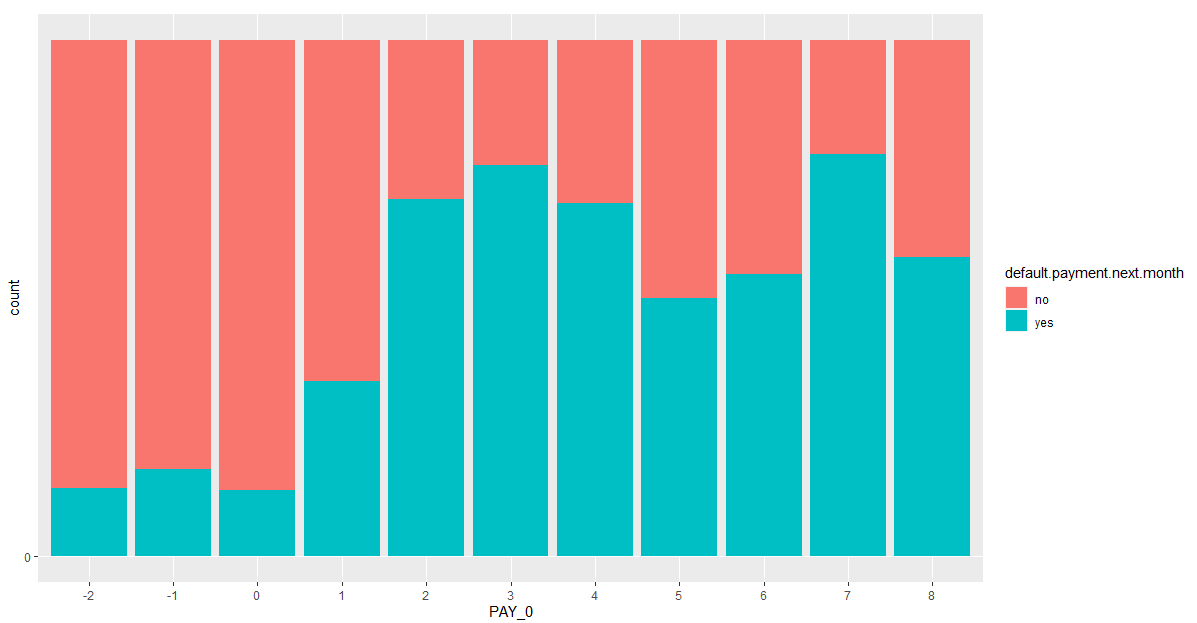 count
0
-2 -1 0 1 2 3 4 5 6 7 8
PAY_0
default.payment.next.month
no
yes